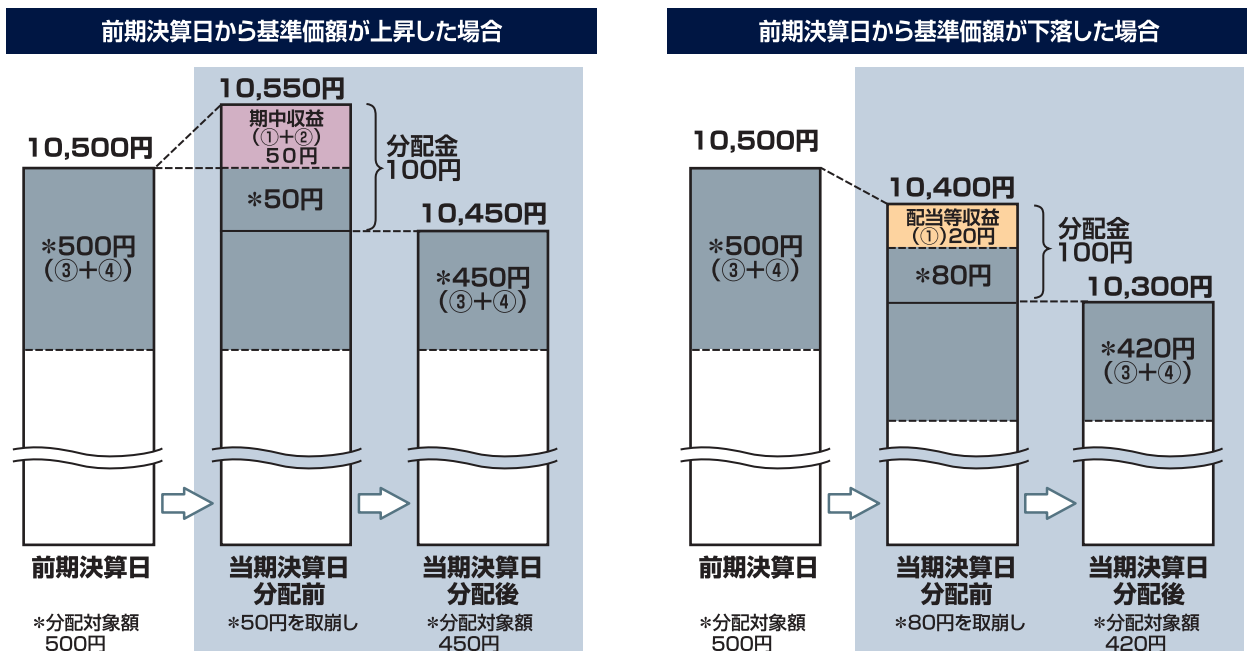 前期決算日から基準価額が上昇した場合
10,500円
*500円
(③+④)
10,550円
期中収益
(①+②)
50円
*50円
分配金
100円
10,450円
*450円
(③+④)
前期決算日
当期決算日
分配前
当期決算日
分配後
*分配対象額
500円
*50円を取崩し
*分配対象額
450円
前期決算日から基準価額が下落した場合
10,500円
*500円
(③+④)
10,400円
配当等収益
(①)20円
*80円
分配金
100円
10,300円
*420円
(③+④)
前期決算日
当期決算日
分配前
当期決算日
分配後
*分配対象額
500円
*80円を取崩し
*分配対象額
420円